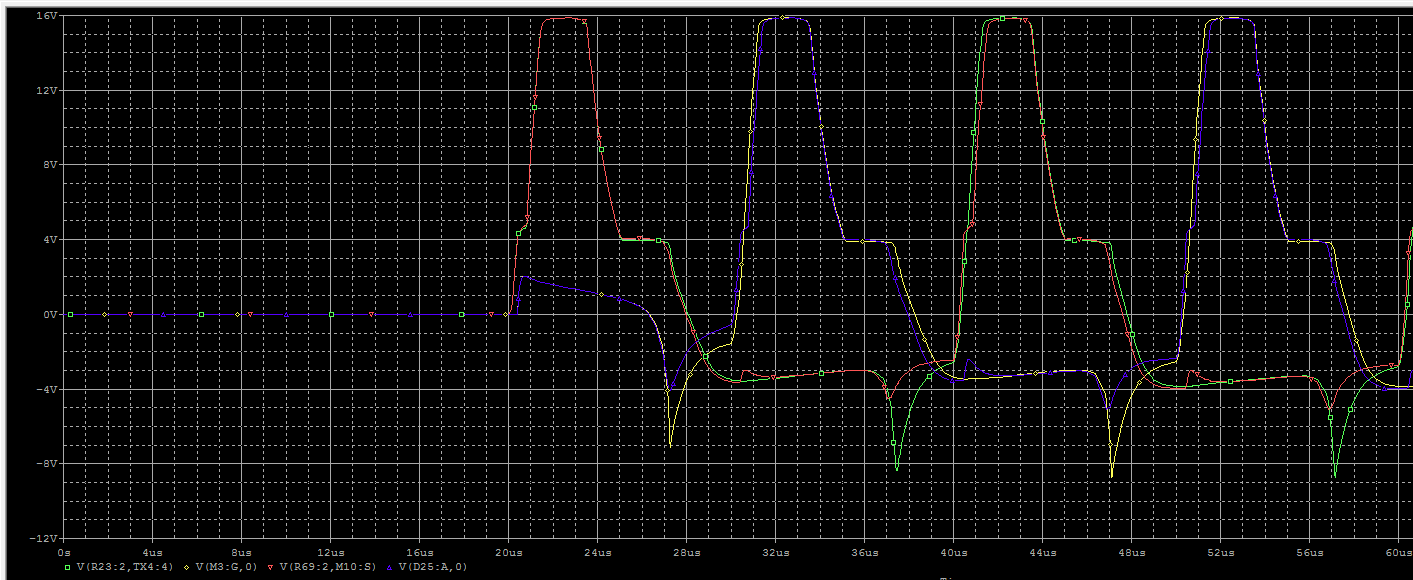 16V
12V
8V
4V
0V
-4V
-8V
-12V
0s 4us 8us 12us 16us 20us 24us 28us 32us 36us 40us 44us 48us 52us 56us 60us
V(R23:2,TX4:4) V(M3:G,0) V(R69:2,M10:S) V(D25:A,0)